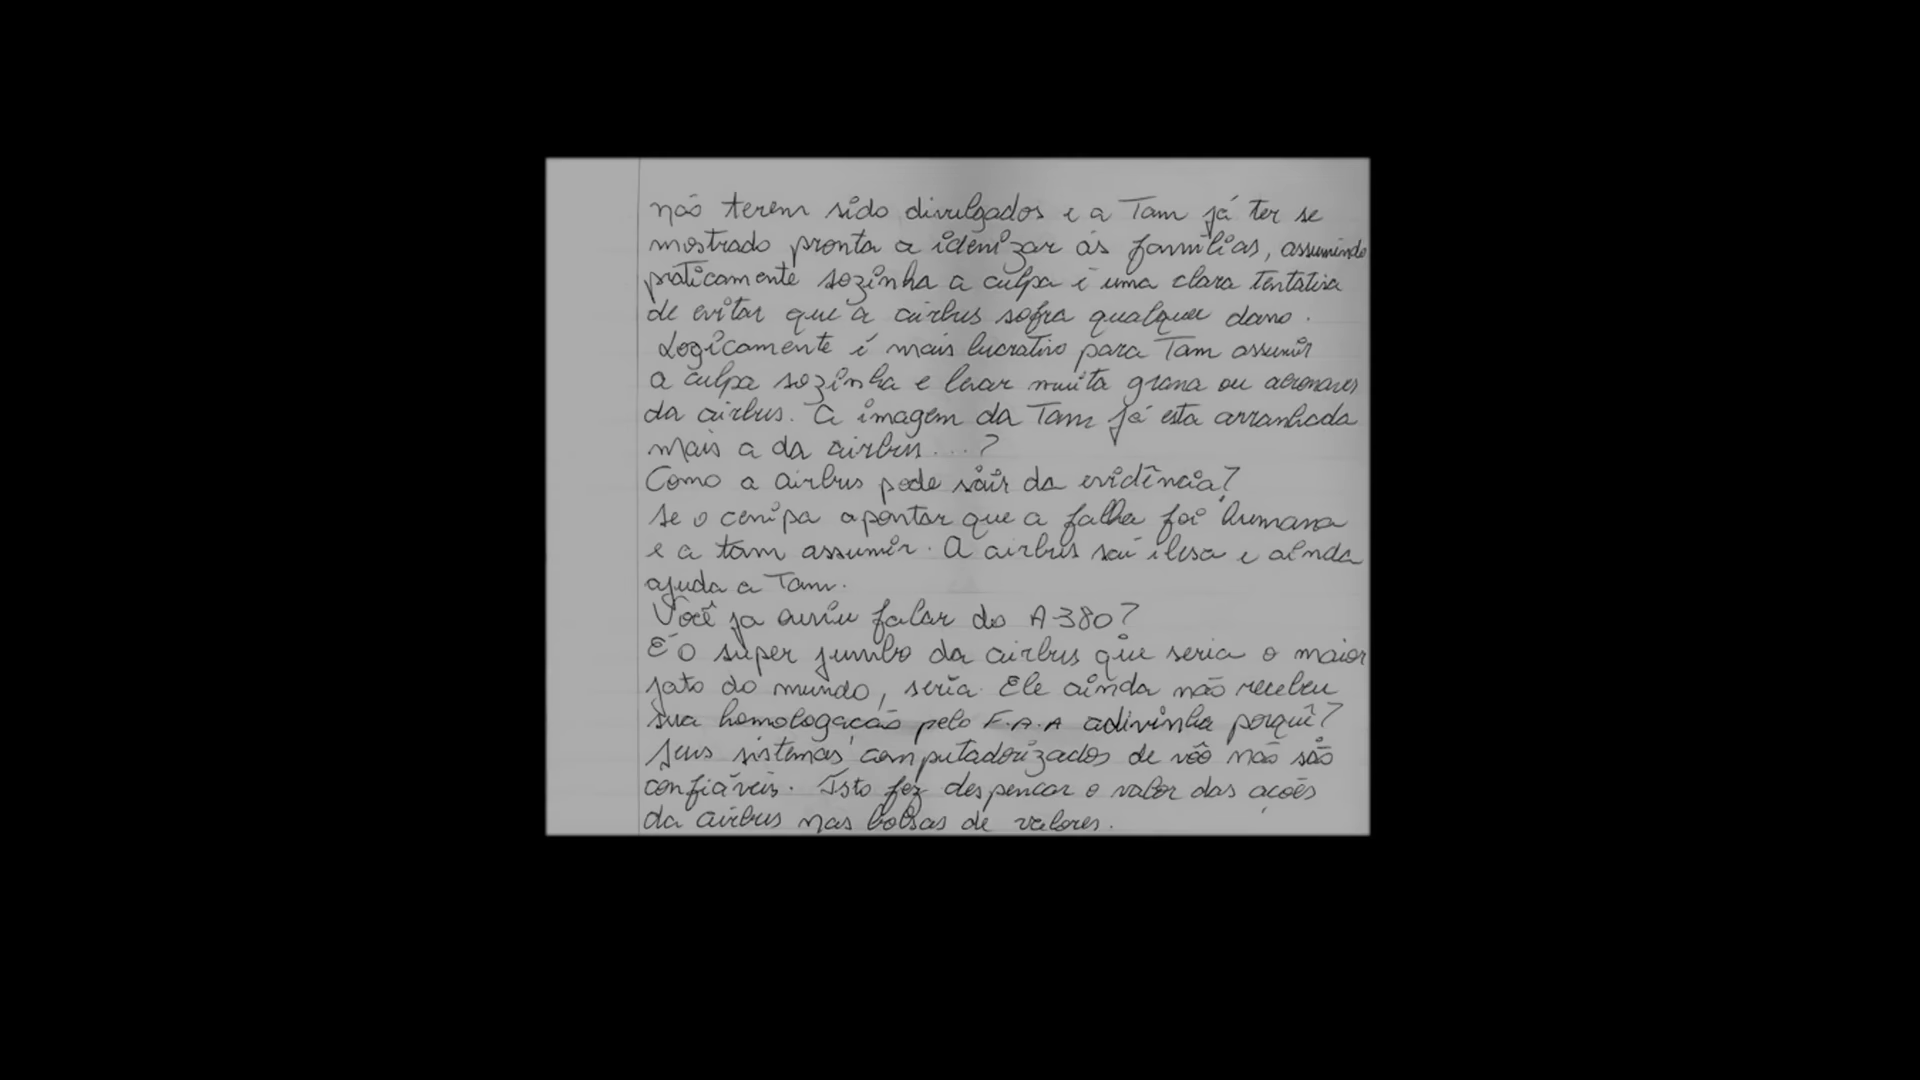 não terem sido divulgados e a Tam já ter se
mostrado pronta a idenizar as famílias, assumindo
praticamente sozinha a culpa é uma clara tentativa
de evitar que a airbus sofra qualquer dano.
Logicamente é mais lucrativo para Tam assumir
a culpa sozinha e levar muita grana ou aeronaves
da airbus. A imagem da Tam já esta arranhada
mais a da airbus....?
Como a airbus pode sair da evidência?
Se o cenipa apontar que a falha foi humana
e a tam assumir. A airbus sai ilesa e ainda
ajuda a Tam.
Você ja ouviu falar do A-380?
É o super jumbo da airbus que seria o maior
jato do mundo, seria. Ele ainda não recebeu
sua homologação pelo F.A.A adivinha porquê?
Seus sistemas computadorizados de vôo não são
confiáveis. Isto fez despencar o valor das ações
da airbus nas bolsas de valores.